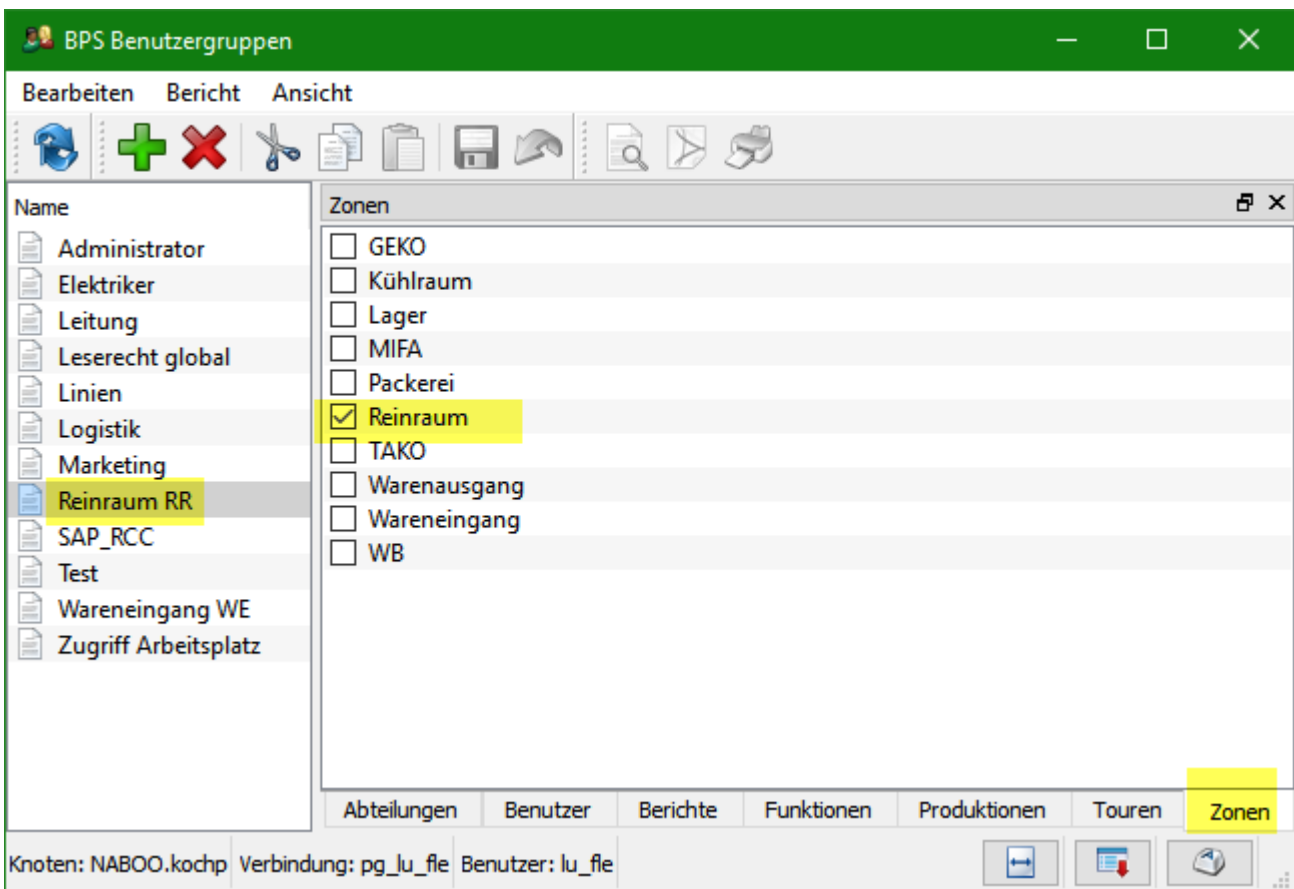 BPS Benutzergruppen
Bearbeiten Bericht Ansicht
Name
Administrator
Elektriker
Leitung
Leserecht global
Linien
Logistik
Marketing
Reinraum RR
SAP_RCC
Test
Wareneingang WE
Zugriff Arbeitsplatz
Zonen
GEKO
Kühlraum
Lager
MIFA
Packerei
Reinraum
TAKO
Warenausgang
Wareneingang
WB
Abteilungen Benutzer Berichte Funktionen Produktionen Touren Zonen
Knoten: NABOO.kochp Verbindung: pg_lu_fle Benutzer: lu_fle